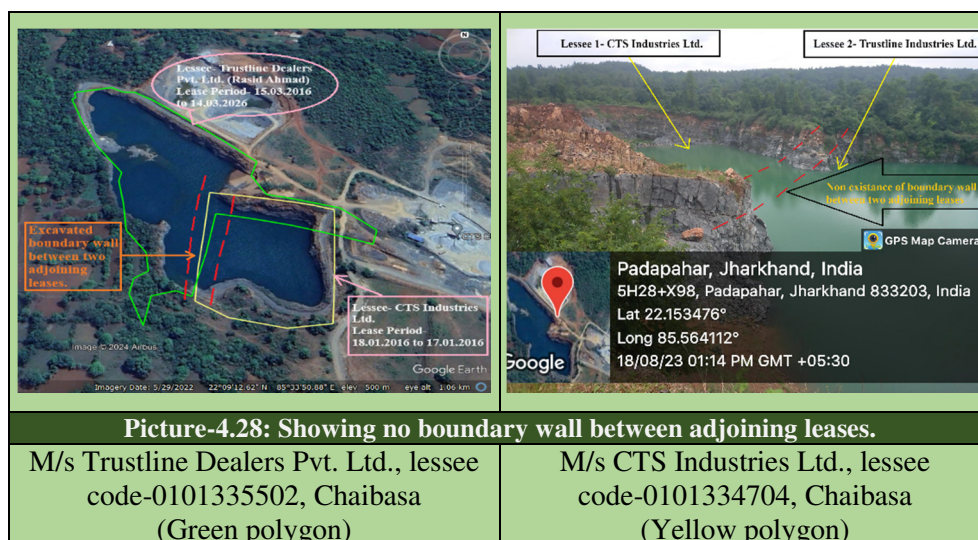 Lessee- Trustline Dealers
Pvt. Ltd. (Rasid Ahmad)
Lease Period- 15.03.2016
to 14.03.2026
Excavated
boundary wall
between two
adjoining
leases.
Lessee- CTS Industries
Ltd.
Lease Period-
18.01.2016 to 17.01.2016
Image © 2024 Airbus
Google Earth
Imagery Date: 5/29/2022 22°09'12.62" N 85°33'50.88" E elev 500 m eye alt 1.06 km
Lessee 1- CTS Industries Ltd.
Lessee 2- Trustline Industries Ltd.
Non existance of boundary wall
between two adjoining leases
GPS Map Camera
Google
Padapahar, Jharkhand, India
5H28+X98, Padapahar, Jharkhand 833203, India
Lat 22.153476°
Long 85.564112°
18/08/23 01:14 PM GMT +05:30
Picture-4.28: Showing no boundary wall between adjoining leases.
M/s Trustline Dealers Pvt. Ltd., lessee
code-0101335502, Chaibasa
(Green polygon)
M/s CTS Industries Ltd., lessee
code-0101334704, Chaibasa
(Yellow polygon)